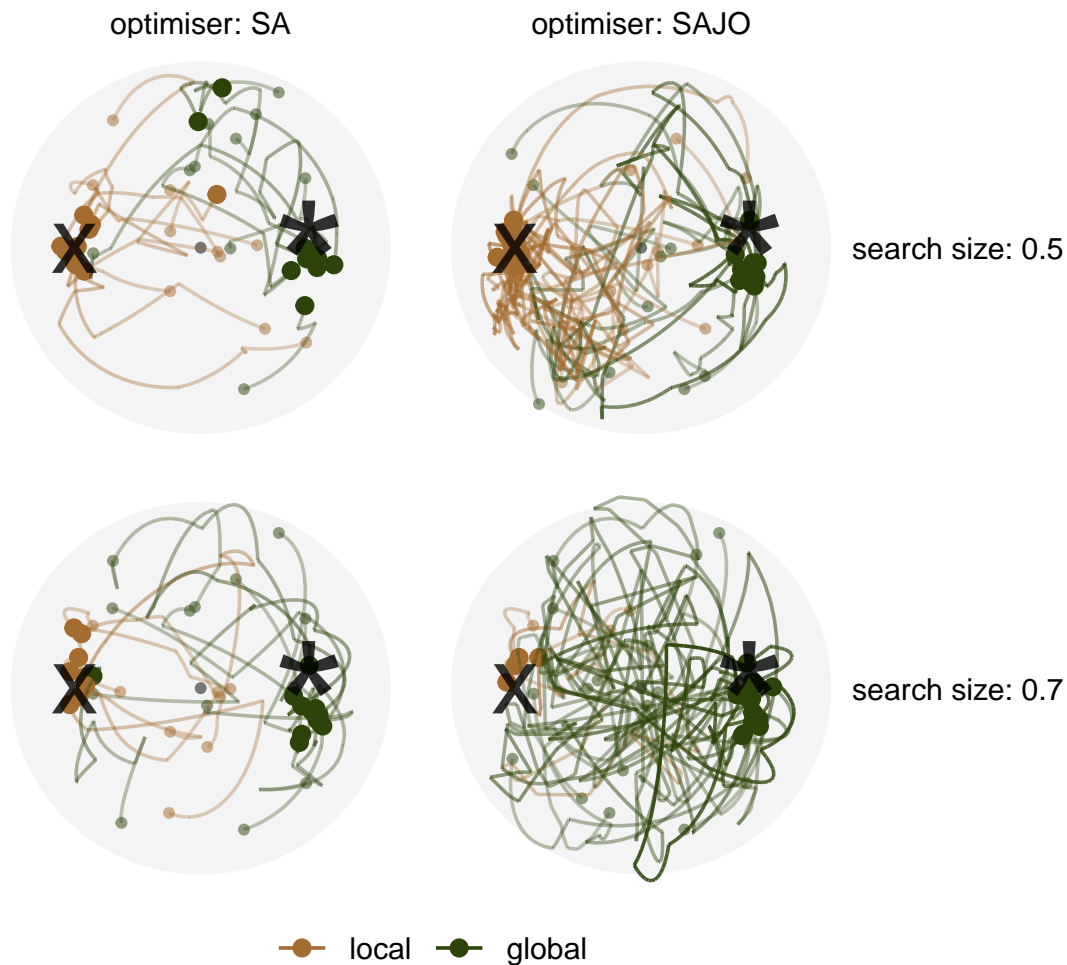 optimiser: SA
optimiser: SAJO
X
*
X
*
search size: 0.5
X
*
X
*
search size: 0.7
local
global